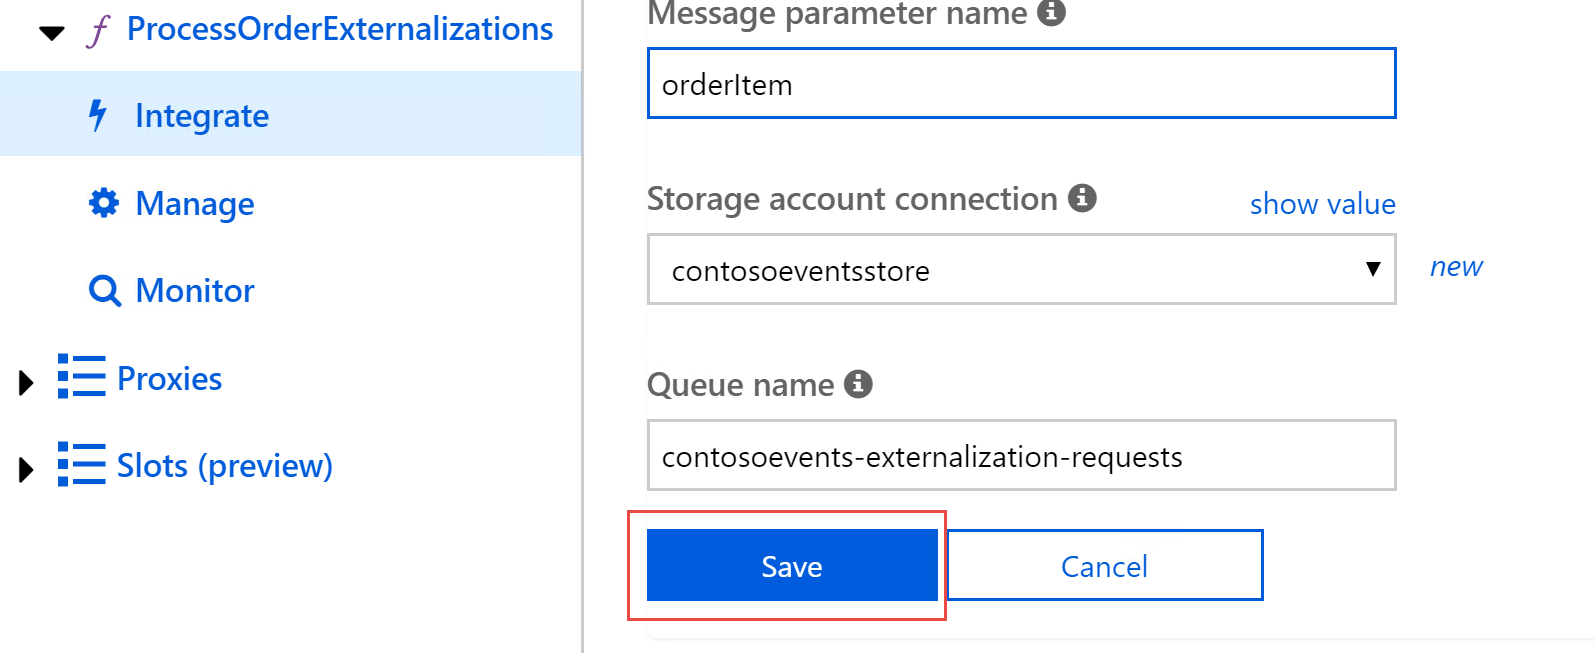 ProcessOrderExternalizations
Integrate
Manage
Monitor
Proxies
Slots (preview)
Message parameter name
orderItem
Storage account connection
show value
contosoeventsstore
new
Queue name
contosoevents-externalization-requests
Save
Cancel